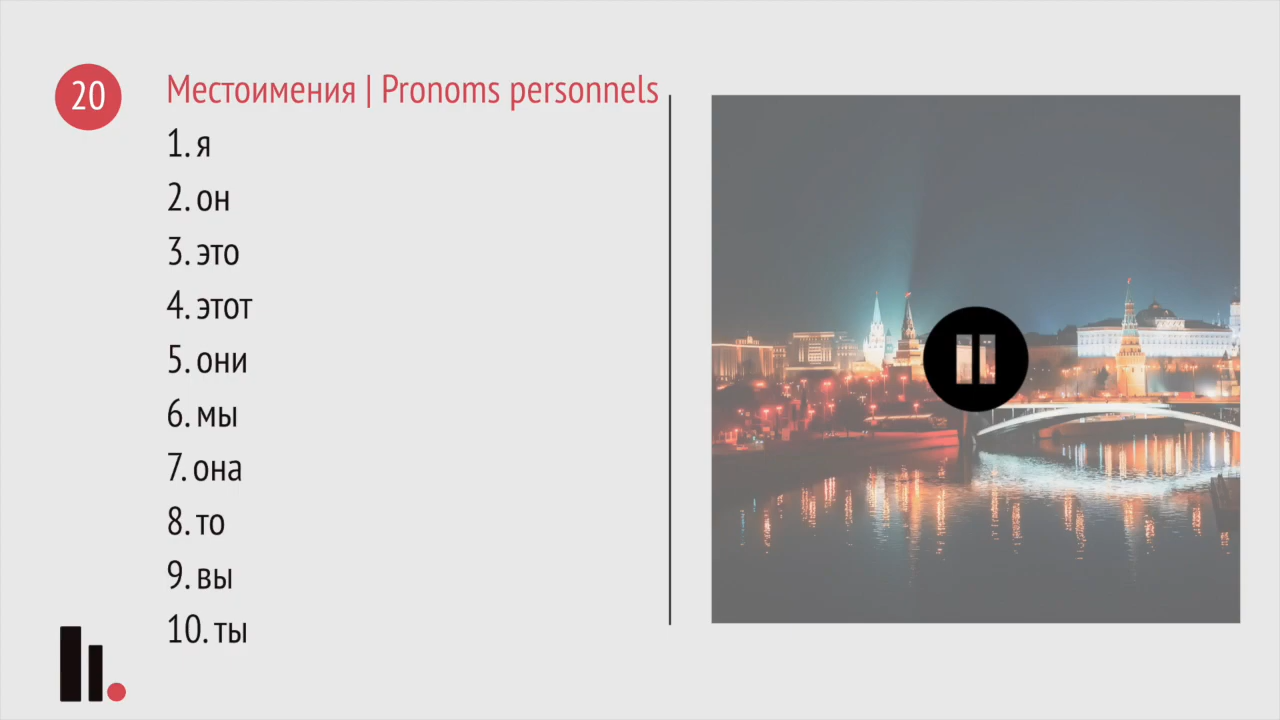 20
Местоимения | Pronoms personnels
1. я
2. он
3. это
4. этот
5. они
6. мы
7. она
8. то
9. вы
10. ты